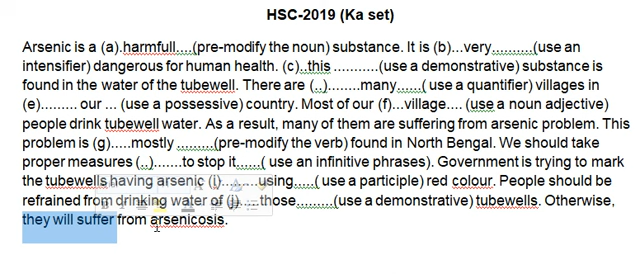 HSC-2019 (Ka set)
Arsenic is a (a).harmfull....(pre-modify the noun) substance. It is (b)...very..........(use an
intensifier) dangerous for human health. (c)..this ...........(use a demonstrative) substance is
found in the water of the tubewell. There are (..)........many......( use a quantifier) villages in
(e)......... our ... (use a possessive) country. Most of our (f)...village.... (use a noun adjective)
people drink tubewell water. As a result, many of them are suffering from arsenic problem. This
problem is (g).....mostly .........(pre-modify the verb) found in North Bengal. We should take
proper measures (..).......to stop it......( use an infinitive phrases). Government is trying to mark
the tubewells having arsenic (i).........using.....( use a participle) red colour. People should be
refrained from drinking water of (j).....those.........(use a demonstrative) tubewells. Otherwise,
they will suffer from arsenicosis.